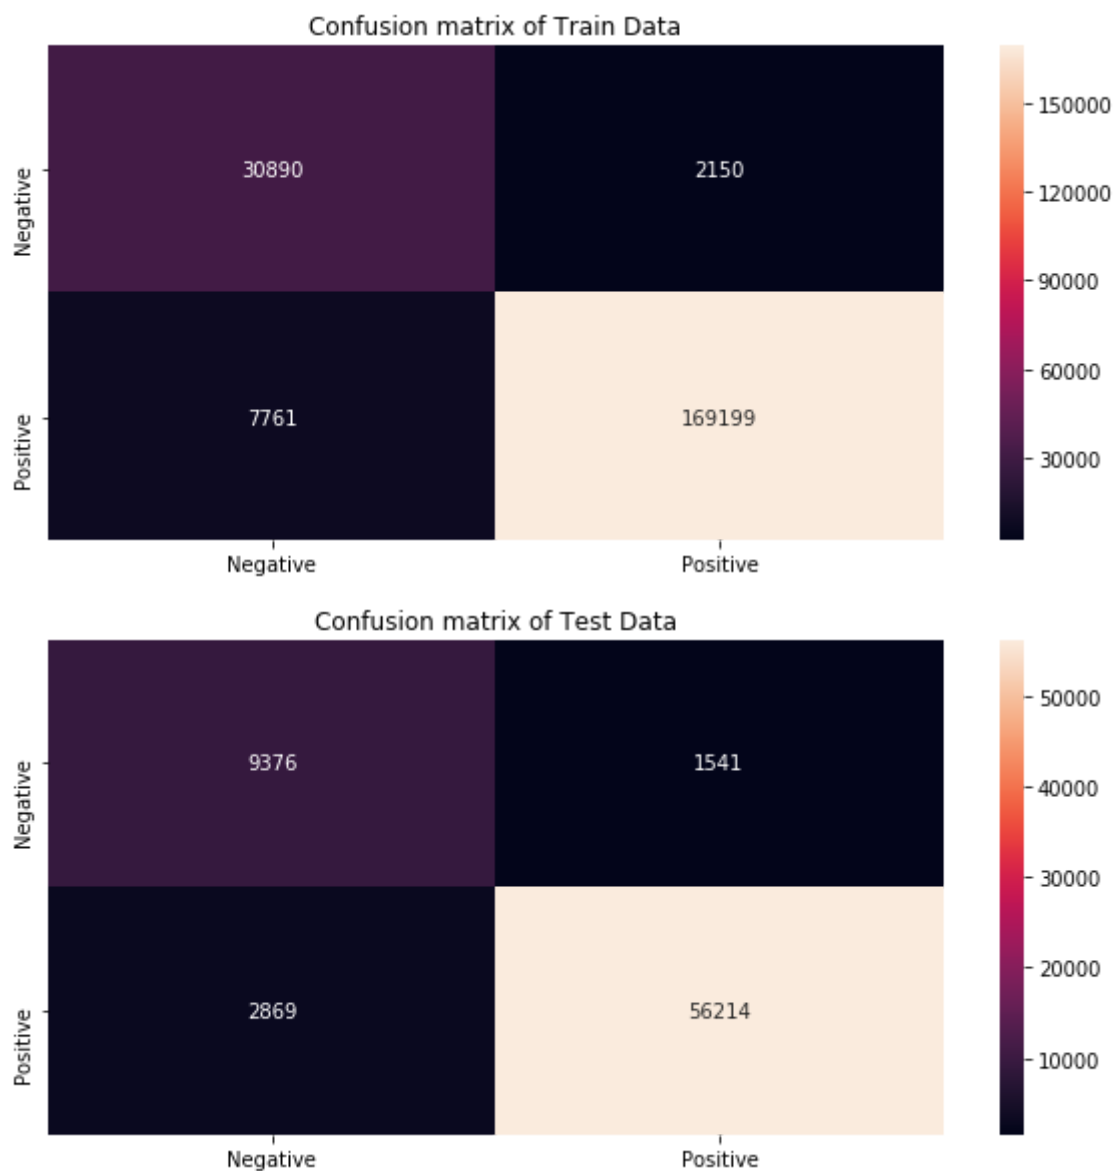 Confusion matrix of Train Data
Negative
30890
2150
Positive
7761
169199
Negative
Positive
150000
120000
90000
60000
30000
Confusion matrix of Test Data
Negative
9376
1541
Positive
2869
56214
Negative
Positive
50000
40000
30000
20000
10000